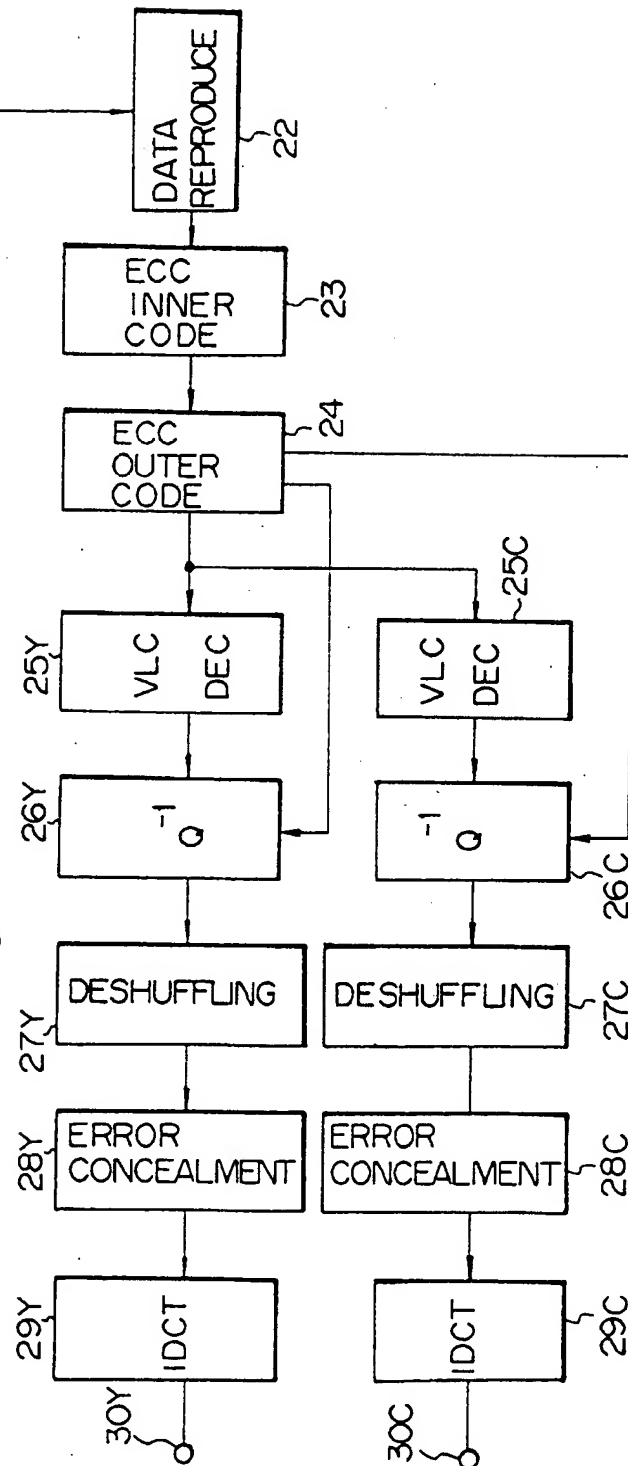 DATA
REPRODUCE
22
ECC
INNER
CODE
23
ECC
OUTER
CODE
24
25Y
VLC
DEC
VLC
DEC
25C
26Y
Q⁻¹
Q⁻¹
26C
27Y
DESHUFFLING
DESHUFFLING
27C
28Y
ERROR
CONCEALMENT
ERROR
CONCEALMENT
28C
29Y
IDCT
IDCT
29C
30Y
30C